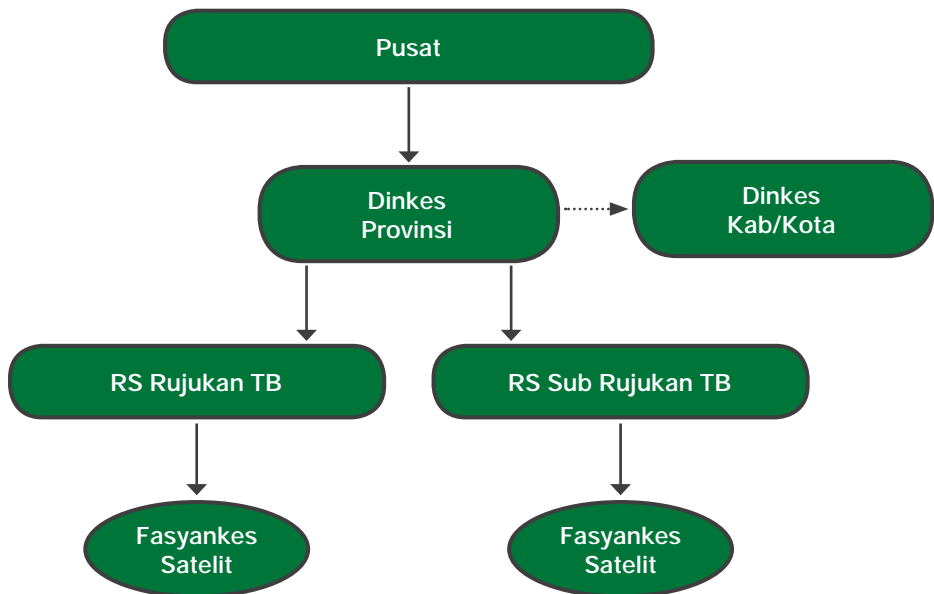 Pusat
Dinkes
Provinsi
Dinkes
Kab/Kota
RS Rujukan TB
RS Sub Rujukan TB
Fasyankes
Satelit
Fasyankes
Satelit